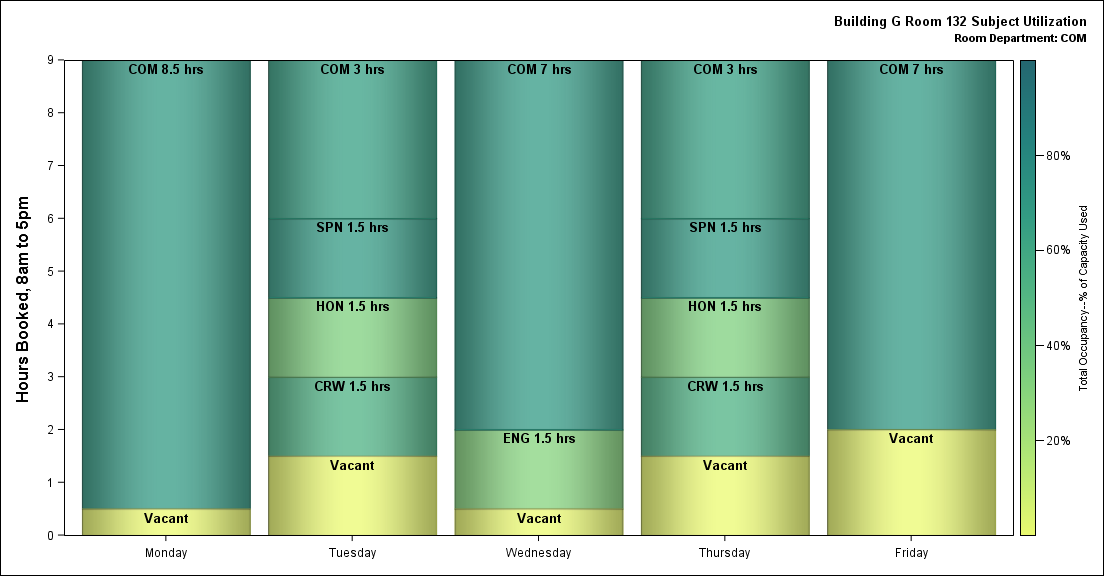 Building G Room 132 Subject Utilization
Room Department: COM
Hours Booked, 8am to 5pm
9
8
7
6
5
4
3
2
1
0
COM 8.5 hrs
Vacant
COM 3 hrs
SPN 1.5 hrs
HON 1.5 hrs
CRW 1.5 hrs
Vacant
COM 7 hrs
ENG 1.5 hrs
Vacant
COM 3 hrs
SPN 1.5 hrs
HON 1.5 hrs
CRW 1.5 hrs
Vacant
COM 7 hrs
Vacant
Monday
Tuesday
Wednesday
Thursday
Friday
80%
60%
40%
20%
Total Occupancy--% of Capacity Used